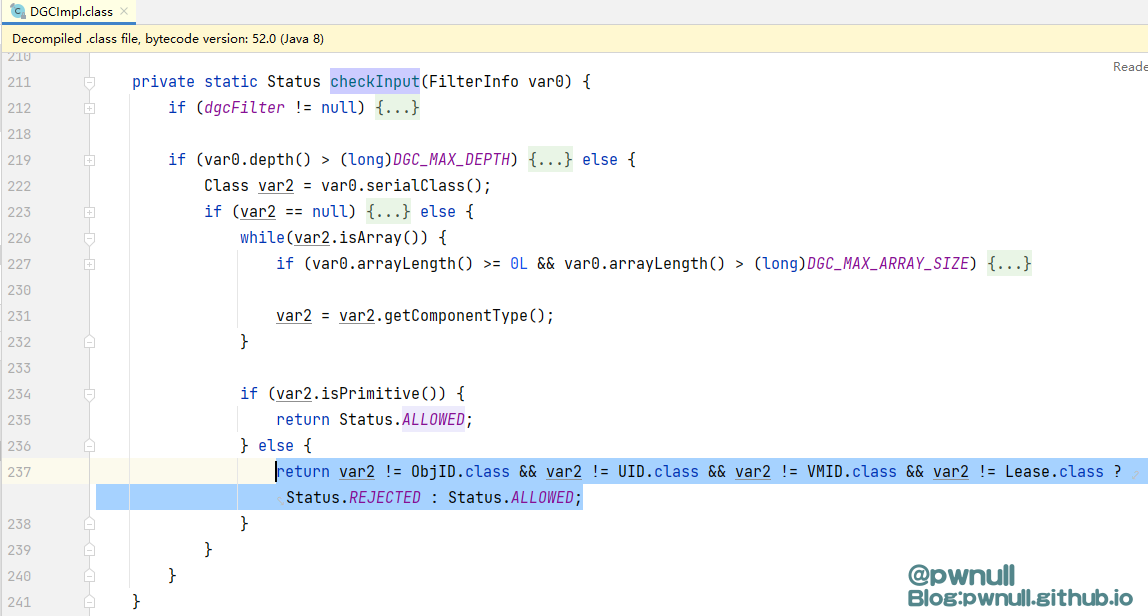 DGCImpl.class
Decompiled .class file, bytecode version: 52.0 (Java 8)
210
Reade
211 private static Status checkInput(FilterInfo var0) {
212 if (dgcFilter != null) {...}
218
219 if (var0.depth() > (long)DGC_MAX_DEPTH) {...} else {
222 Class var2 = var0.serialClass();
223 if (var2 == null) {...} else {
226 while(var2.isArray()) {
227 if (var0.arrayLength() >= 0L && var0.arrayLength() > (long)DGC_MAX_ARRAY_SIZE) {...}
230
231 var2 = var2.getComponentType();
232 }
233
234 if (var2.isPrimitive()) {
235 return Status.ALLOWED;
236 } else {
237 return var2 != ObjID.class && var2 != UID.class && var2 != VMID.class && var2 != Lease.class ?
Status.REJECTED : Status.ALLOWED;
238 }
239 }
240 }
241 }
@pwnull
Blog:pwnull.github.io